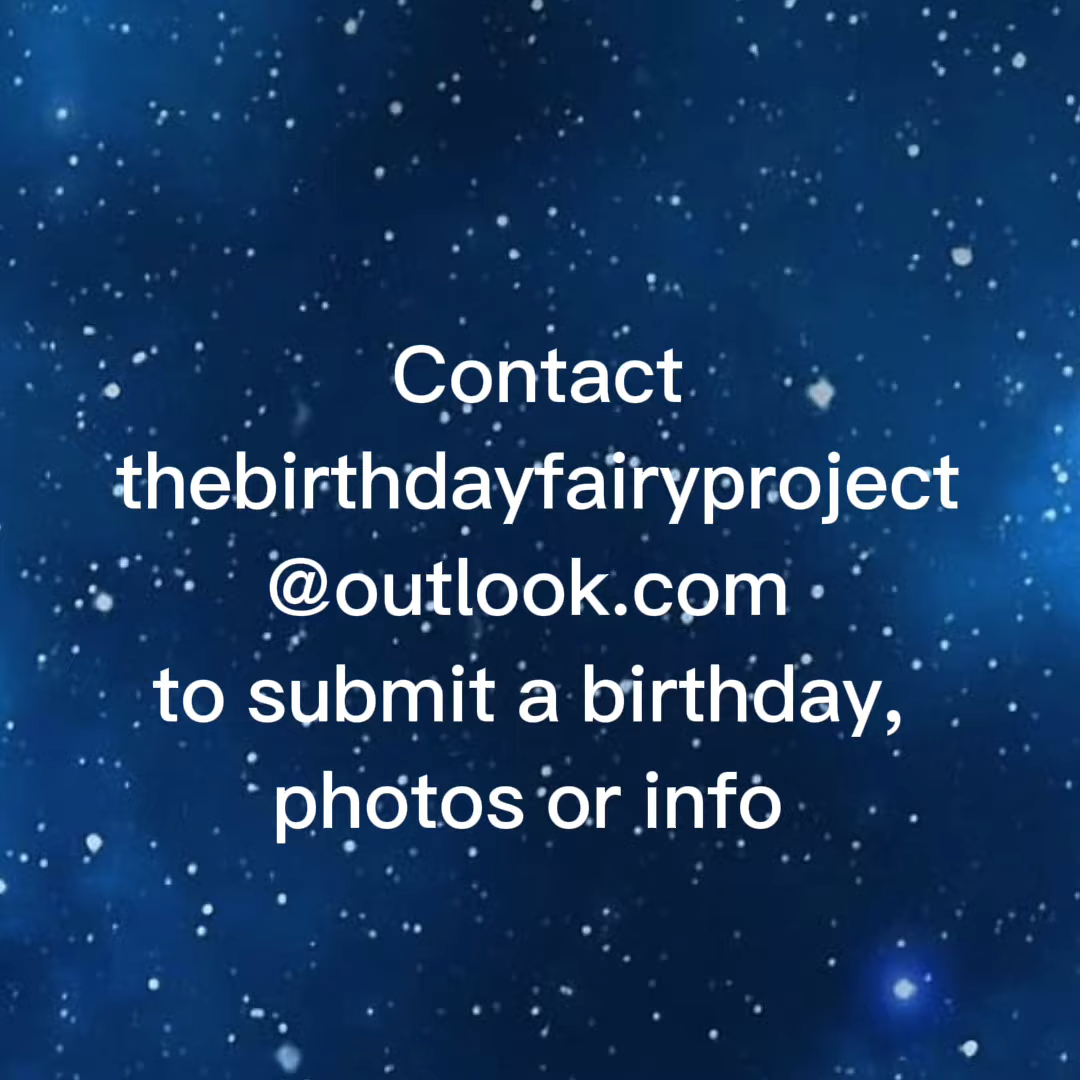 Contact
thebirthdayfairyproject
@outlook.com
to submit a birthday,
photos or info